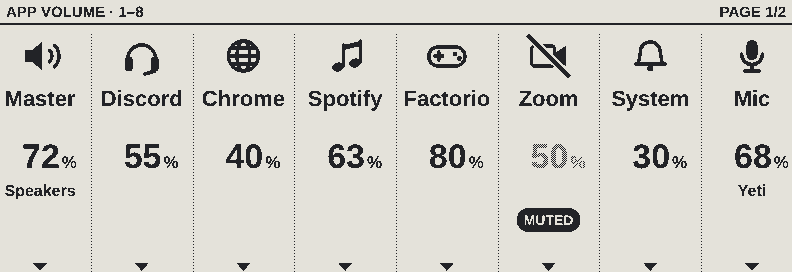 APP VOLUME · 1–8
PAGE 1/2
Master Discord Chrome Spotify Factorio Zoom System Mic
72% 55% 40% 63% 80% 50% 30% 68%
Speakers Yeti
MUTED